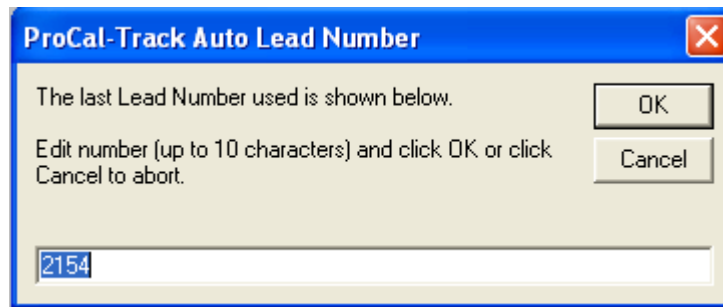 ProCal-Track Auto Lead Number
The last Lead Number used is shown below.
OK
Edit number (up to 10 characters) and click OK or click
Cancel to abort.
Cancel
2154